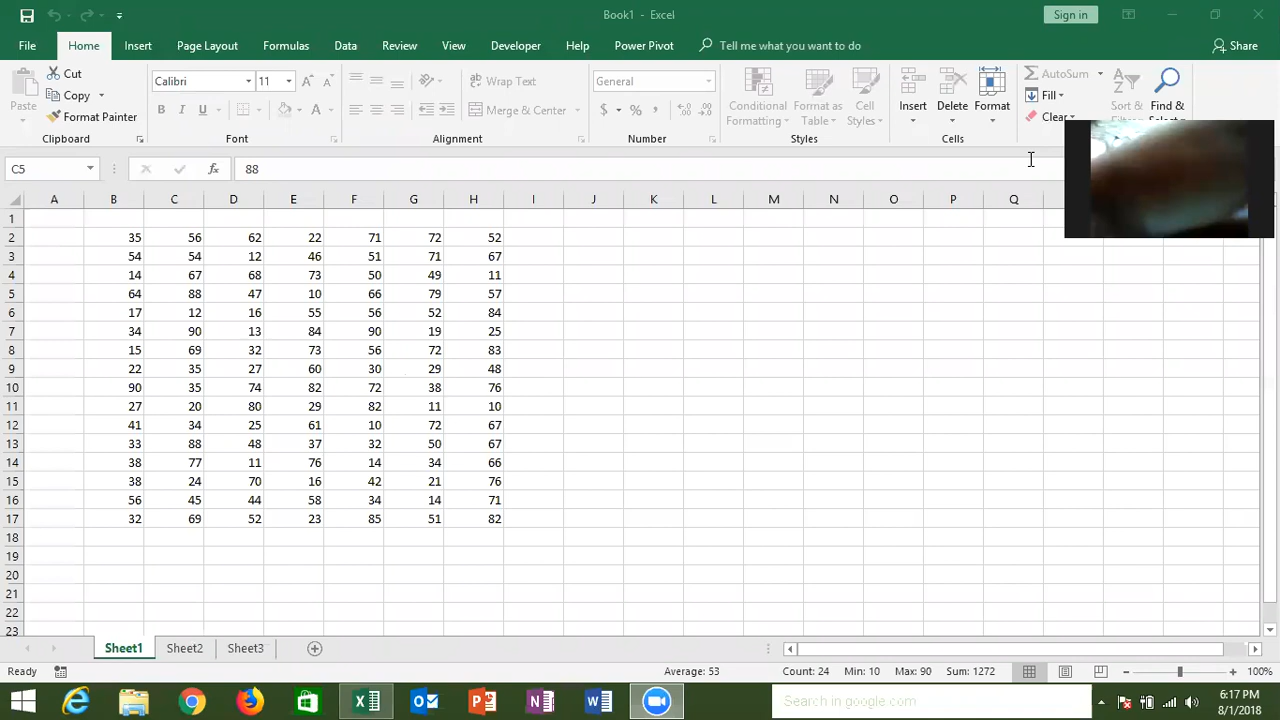 Book1 - Excel
Sign in
File Home Insert Page Layout Formulas Data Review View Developer Help Power Pivot Tell me what you want to do Share
Cut
Copy
Format Painter
Paste
Clipboard
Calibri 11
B I U
Font
Wrap Text
Merge & Center
Alignment
General
$ % ,
Number
Conditional Formatting
Format as Table
Cell Styles
Styles
Insert Delete Format
Cells
AutoSum
Fill
Clear
Sort &
Find &
C5 fx 88
A B C D E F G H I J K L M N O P Q
1
2 35 56 62 22 71 72 52
3 54 54 12 46 51 71 67
4 14 67 68 73 50 49 11
5 64 88 47 10 66 79 57
6 17 12 16 55 56 52 84
7 34 90 13 84 90 19 25
8 15 69 32 73 56 72 83
9 22 35 27 60 30 29 48
10 90 35 74 82 72 38 76
11 27 20 80 29 82 11 10
12 41 34 25 61 10 72 67
13 33 88 48 37 32 50 67
14 38 77 11 76 14 34 66
15 38 24 70 16 42 21 76
16 56 45 44 58 34 14 71
17 32 69 52 23 85 51 82
18
19
20
21
22
23
Sheet1 Sheet2 Sheet3
Ready Average: 53 Count: 24 Min: 10 Max: 90 Sum: 1272 100%
Search in google.com
6:17 PM
8/1/2018